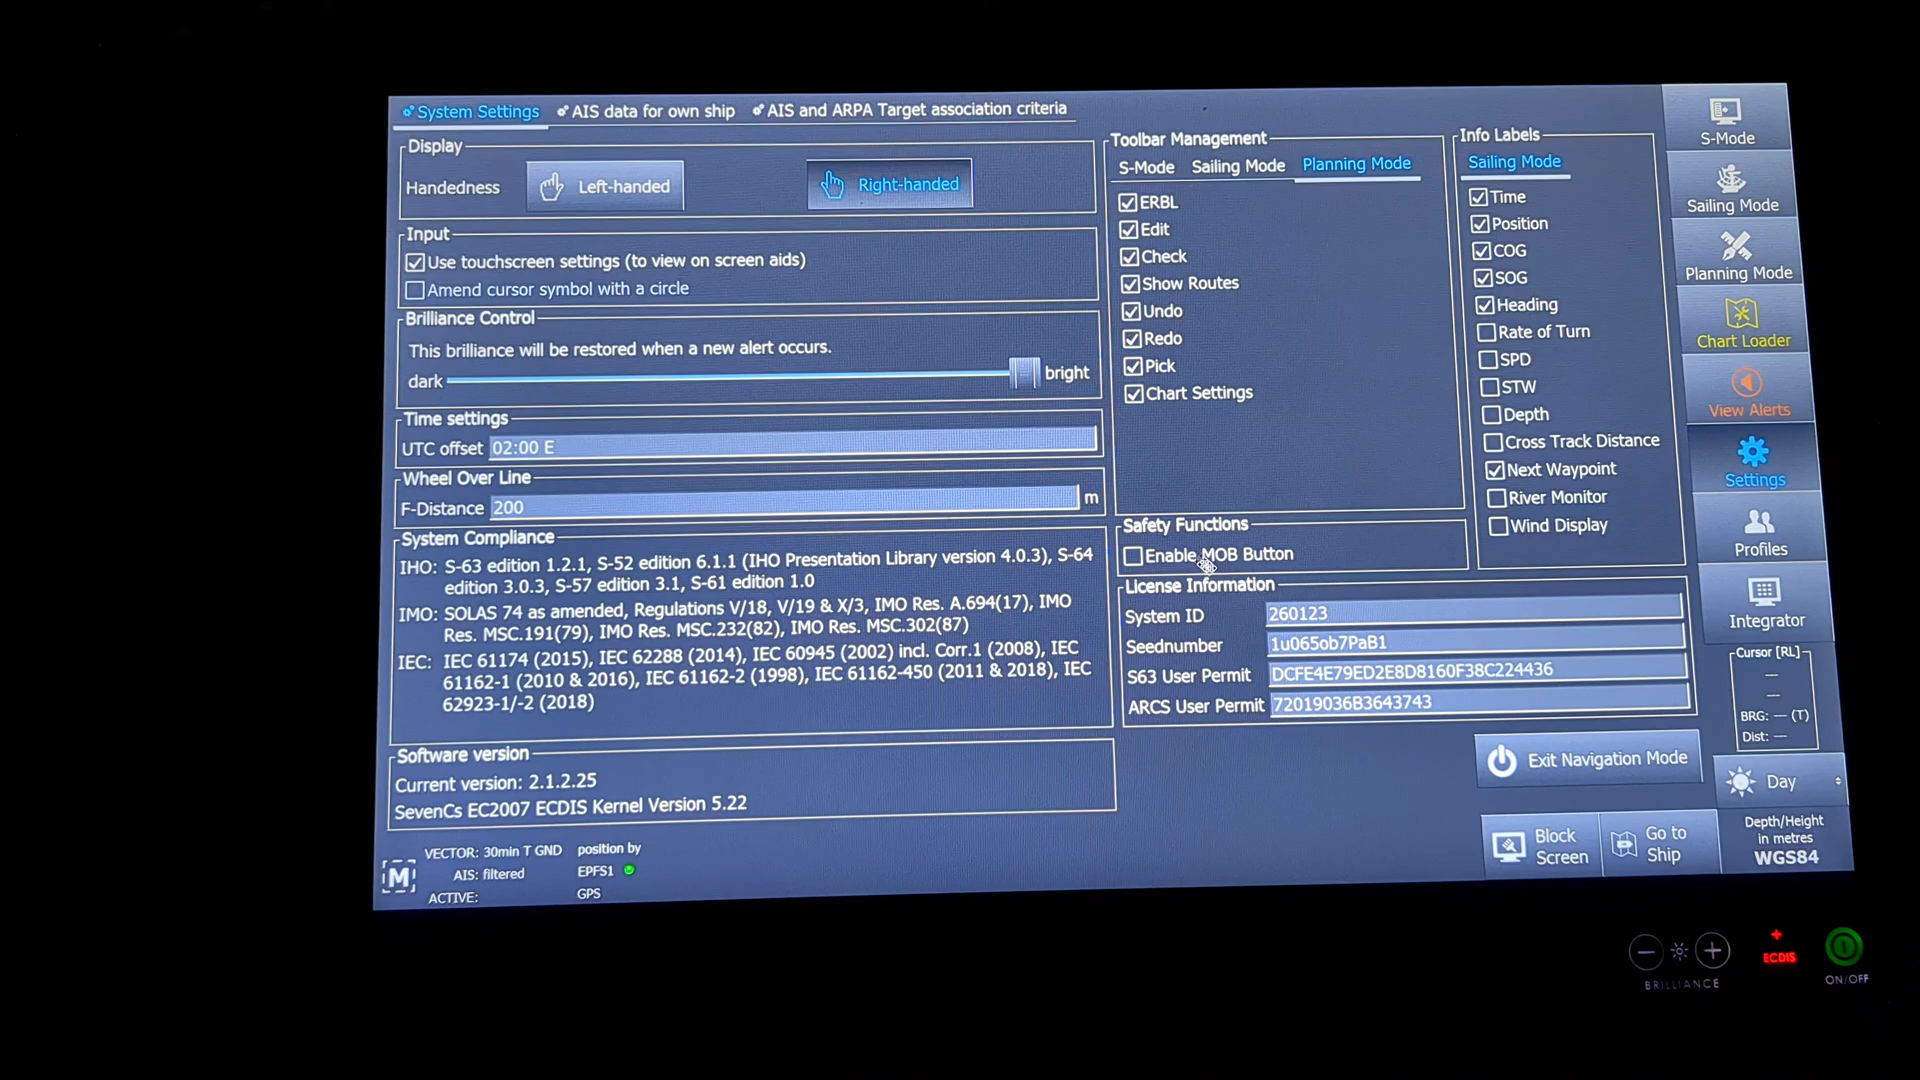 System Settings
AIS data for own ship
AIS and ARPA Target association criteria
Display
Handedness
Left-handed
Right-handed
Input
Use touchscreen settings (to view on screen aids)
Amend cursor symbol with a circle
Brilliance Control
This brilliance will be restored when a new alert occurs.
dark
bright
Time settings
UTC offset 02:00 E
Wheel Over Line
F-Distance 200 m
System Compliance
IHO: S-63 edition 1.2.1, S-52 edition 6.1.1 (IHO Presentation Library version 4.0.3), S-64
edition 3.0.3, S-57 edition 3.1, S-61 edition 1.0
IMO: SOLAS 74 as amended, Regulations V/18, V/19 & X/3, IMO Res. A.694(17), IMO
Res. MSC.191(79), IMO Res. MSC.232(82), IMO Res. MSC.302(87)
IEC: IEC 61174 (2015), IEC 62288 (2014), IEC 60945 (2002) incl. Corr.1 (2008), IEC
61162-1 (2010 & 2016), IEC 61162-2 (1998), IEC 61162-450 (2011 & 2018), IEC
62923-1/-2 (2018)
Software version
Current version: 2.1.2.25
SevenCs EC2007 ECDIS Kernel Version 5.22
M
VECTOR: 30min T GND
AIS: filtered
ACTIVE:
position by
EPFS1
GPS
Toolbar Management
S-Mode
Sailing Mode
Planning Mode
ERBL
Edit
Check
Show Routes
Undo
Redo
Pick
Chart Settings
Safety Functions
Enable MOB Button
Info Labels
Sailing Mode
Time
Position
COG
SOG
Heading
Rate of Turn
SPD
STW
Depth
Cross Track Distance
Next Waypoint
River Monitor
Wind Display
License Information
System ID 260123
Seednumber 1u065ob7PaB1
S63 User Permit DCFE4E79ED2E8D8160F38C224436
ARCS User Permit 72019036B3643743
Exit Navigation Mode
Block
Screen
Go to
Ship
S-Mode
Sailing Mode
Planning Mode
Chart Loader
View Alerts
Settings
Profiles
Integrator
Cursor [RL]
---
---
BRG: --- (T)
Dist: ---
Day
Depth/Height
in metres
WGS84
BRILLIANCE
ECDIS
ON/OFF